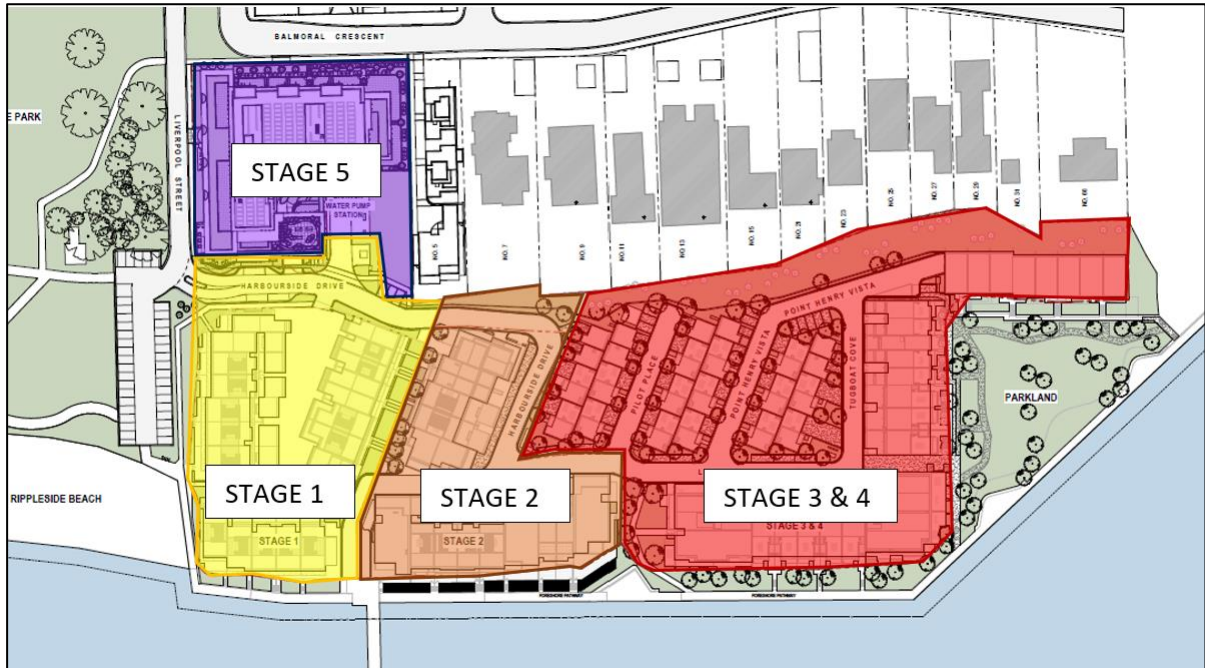 BALMORAL CRESCENT
E PARK
LIVERPOOL STREET
STAGE 5
WATER PUMP
STATION
NO. 5
NO. 7
NO. 9
NO. 11
NO. 13
NO. 15
NO. 21
NO. 23
NO. 25
NO. 27
NO. 29
NO. 31
HARBOURSIDE DRIVE
HARBOURSIDE DRIVE
PILOT PLACE
POINT HENRY VISTA
POINT HENRY VISTA
TUGBOAT COVE
PARKLAND
RIPPLESIDE BEACH
STAGE 1
STAGE 2
STAGE 3 & 4
STAGE 1
STAGE 2
STAGE 3 & 4
FORESHORE PATHWAY
FORESHORE PATHWAY